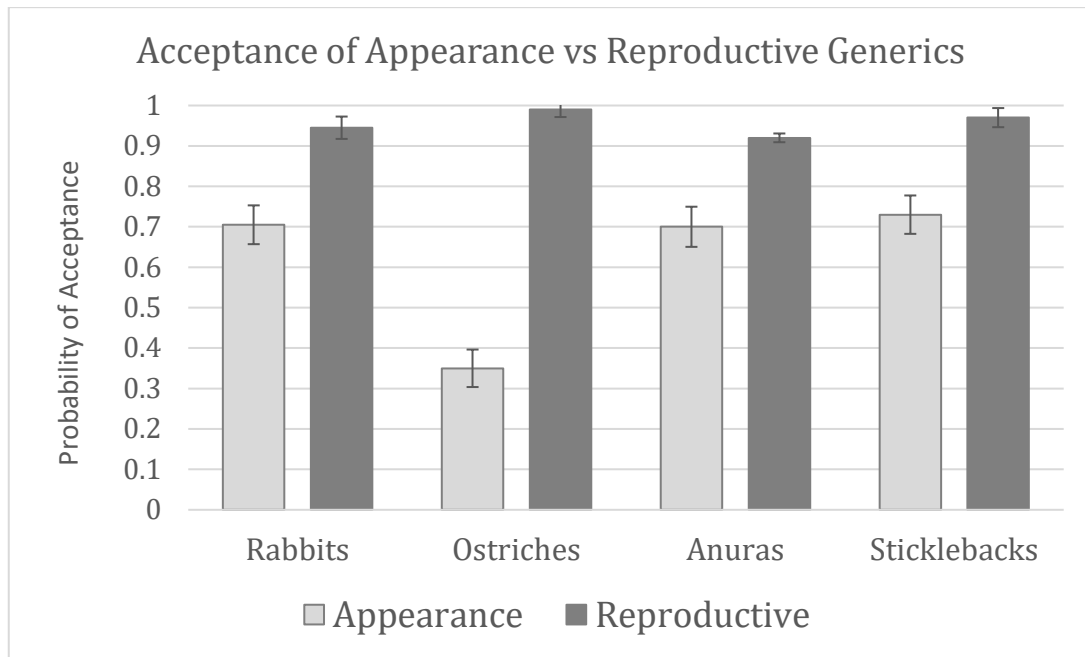 Acceptance of Appearance vs Reproductive Generics
Probability of Acceptance
1
0.9
0.8
0.7
0.6
0.5
0.4
0.3
0.2
0.1
0
Rabbits Ostriches Anuras Sticklebacks
Appearance Reproductive